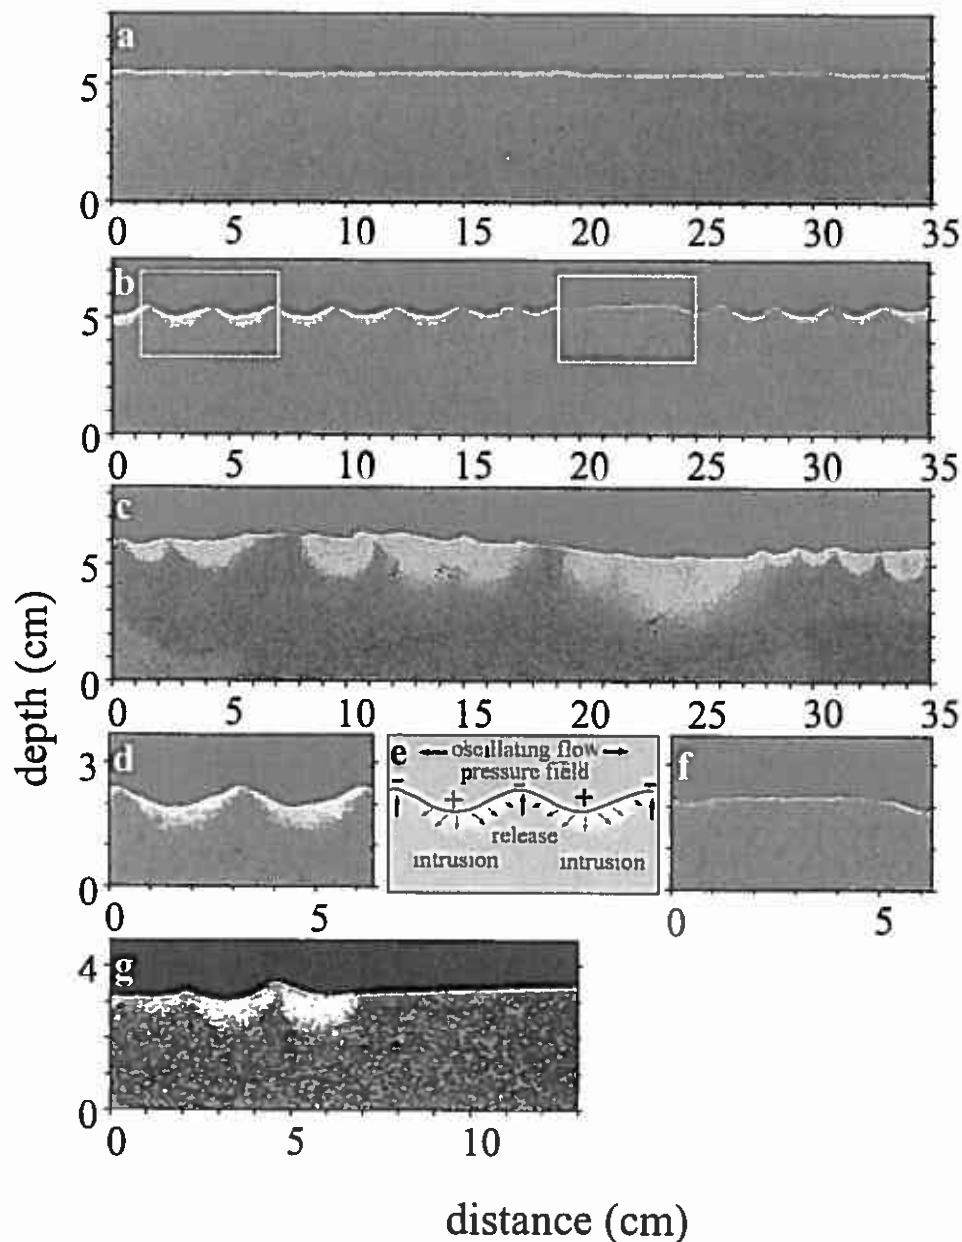 a
5
0
0 5 10 15 20 25 30 35
b
5
0
0 5 10 15 20 25 30 35
c
5
0
0 5 10 15 20 25 30 35
depth (cm)
d
3
0
0 5
e
oscillating flow
pressure field
- - -
+ +
release
intrusion intrusion
f
0 5
g
4
0
0 5 10
distance (cm)